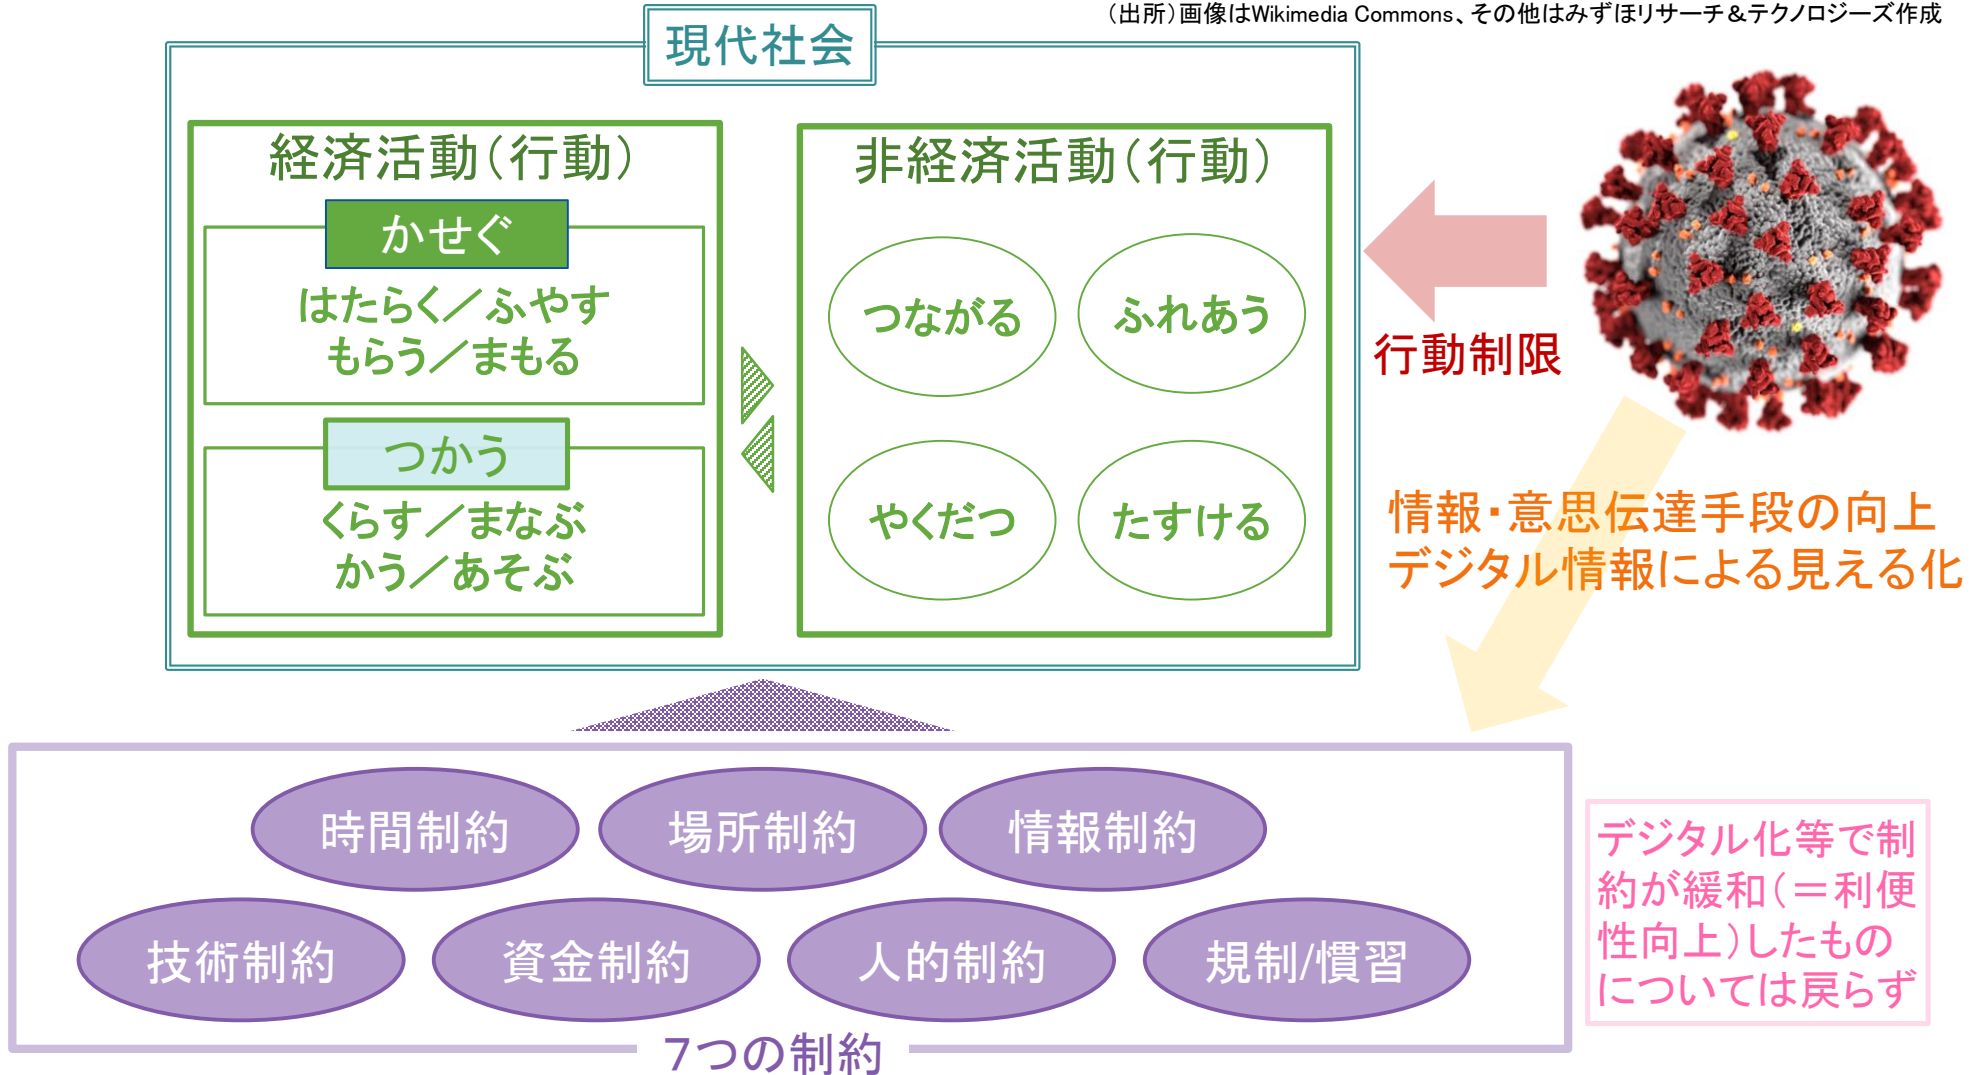 （出所）画像はWikimedia Commons、その他はみずほリサーチ＆テクノロジーズ作成
現代社会
経済活動（行動）
かせぐ
はたらく／ふやす
もらう／まもる
つかう
くらす／まなぶ
かう／あそぶ
非経済活動（行動）
つながる
ふれあう
やくだつ
たすける
行動制限
情報・意思伝達手段の向上
デジタル情報による見える化
時間制約
場所制約
情報制約
技術制約
資金制約
人的制約
規制/慣習
7つの制約
デジタル化等で制
約が緩和（＝利便
性向上）したもの
については戻らず